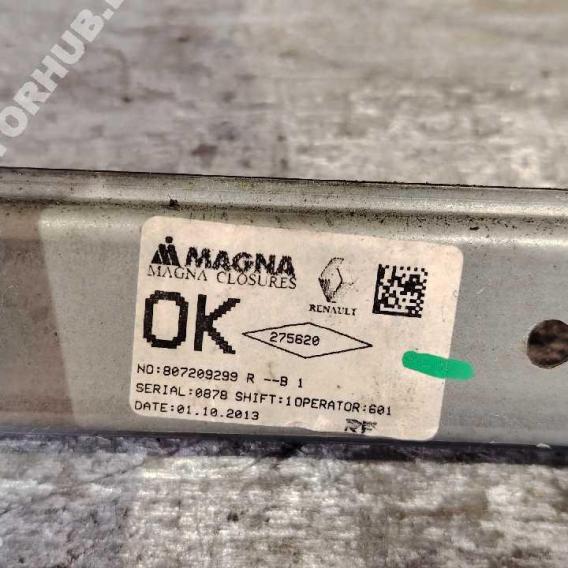 MAGNA
MAGNA CLOSURES
RENAULT
OK
275620
NO:807209299 R --B 1
SERIAL:0878 SHIFT:1OPERATOR:601
DATE:01.10.2013
RF